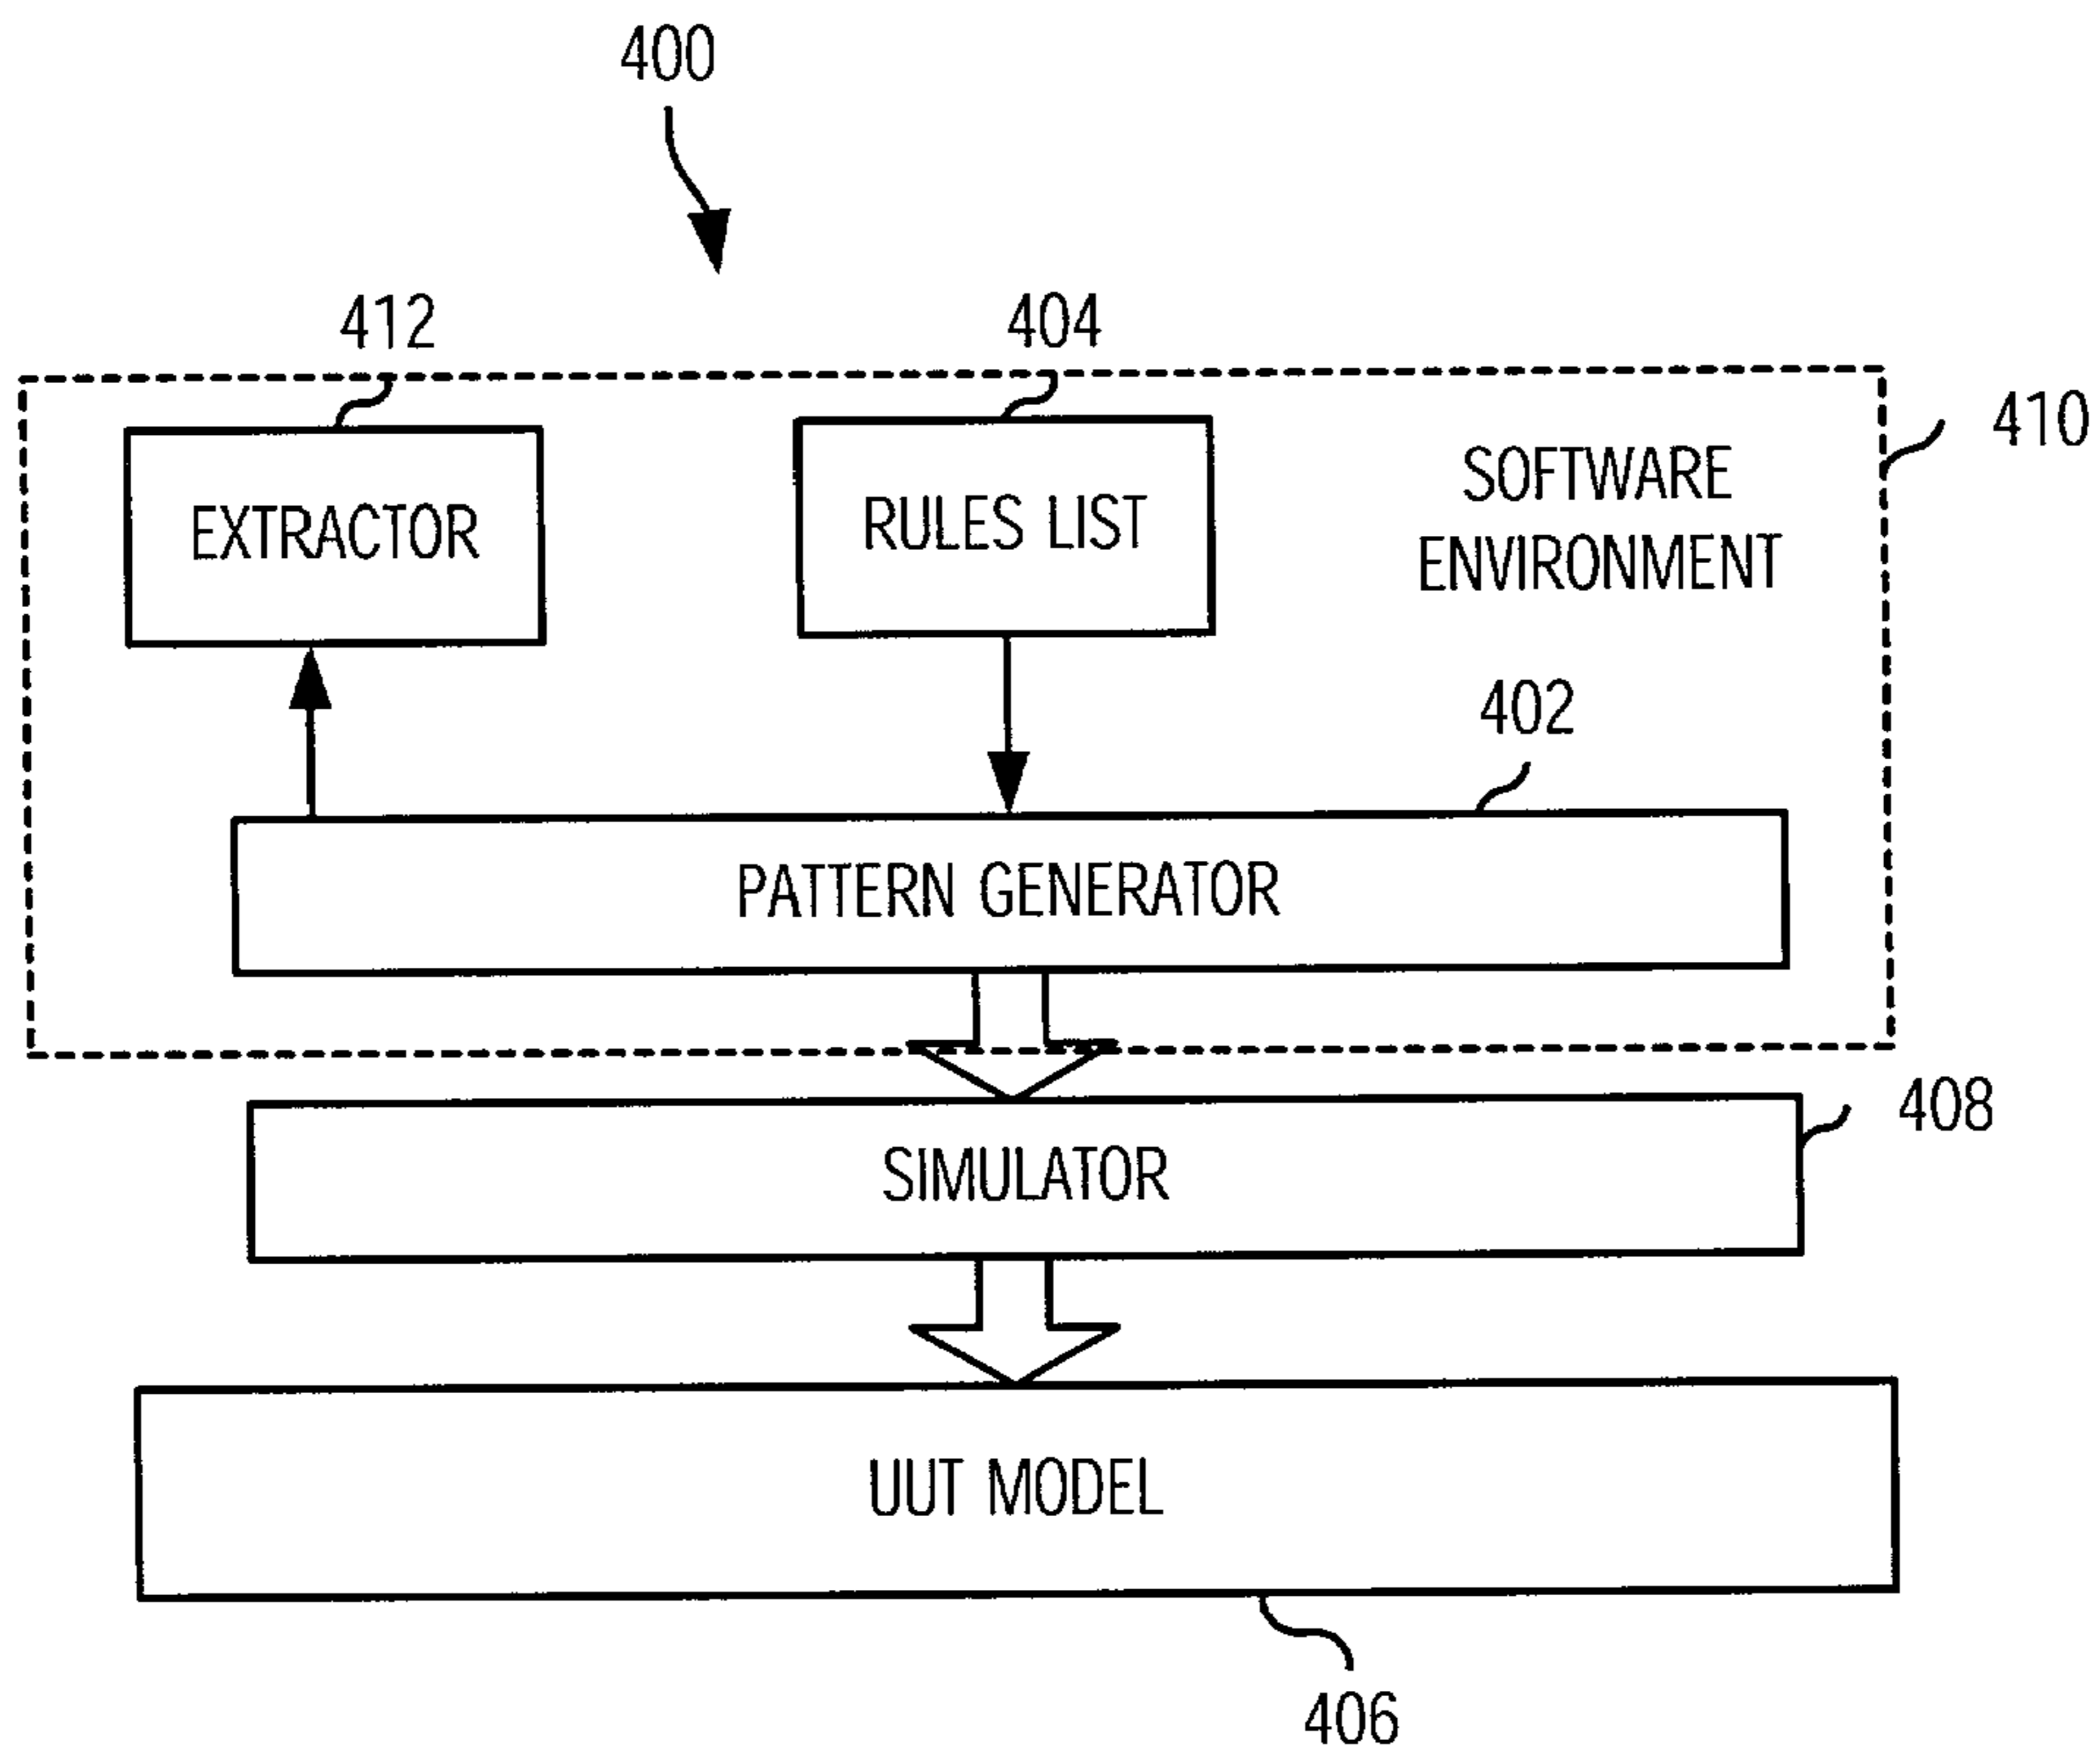 400
412
404
410
EXTRACTOR
RULES LIST
SOFTWARE
ENVIRONMENT
402
PATTERN GENERATOR
408
SIMULATOR
UUT MODEL
406